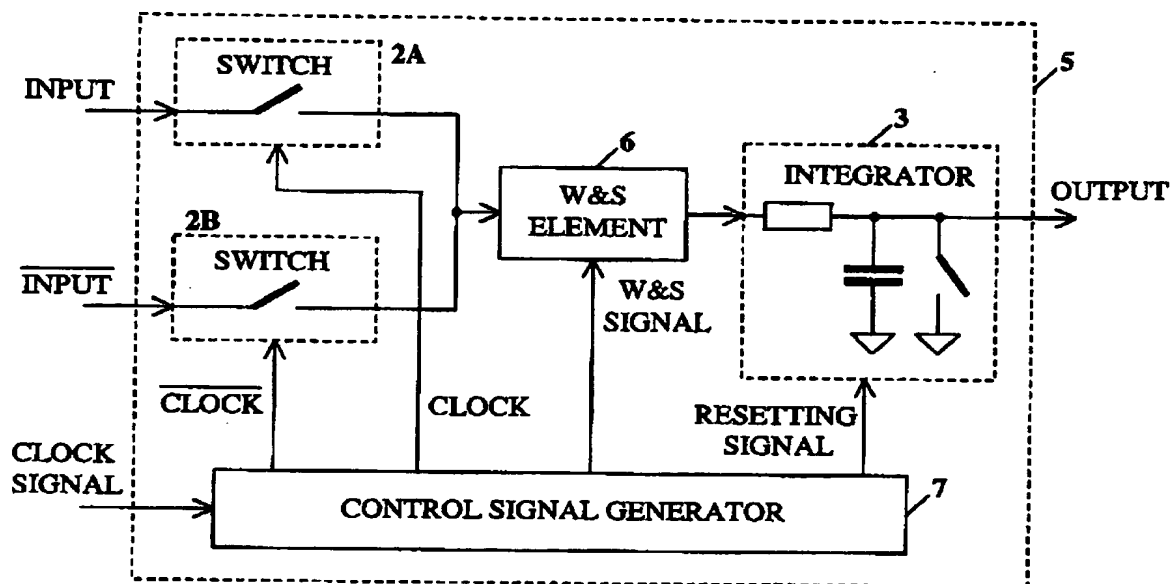 2A
SWITCH
5
INPUT
3
6
INTEGRATOR
W&S
ELEMENT
OUTPUT
2B
SWITCH
INPUT
W&S
SIGNAL
CLOCK
CLOCK
RESETTING
SIGNAL
CLOCK
SIGNAL
7
CONTROL SIGNAL GENERATOR